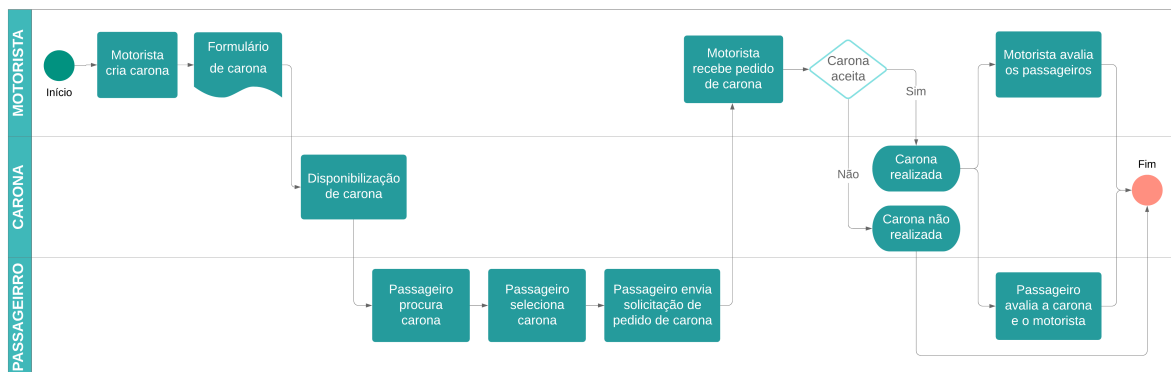 MOTORISTA
Início
Motorista
cria carona
Formulário
de carona
Motorista
recebe pedido
de carona
Carona
aceita
Sim
Não
Motorista avalia
os passageiros
CARONA
Disponibilização
de carona
Carona
realizada
Carona não
realizada
Fim
PASSAGEIRRO
Passageiro
procura
carona
Passageiro
seleciona
carona
Passageiro envia
solicitação de
pedido de carona
Passageiro
avalia a carona
e o motorista